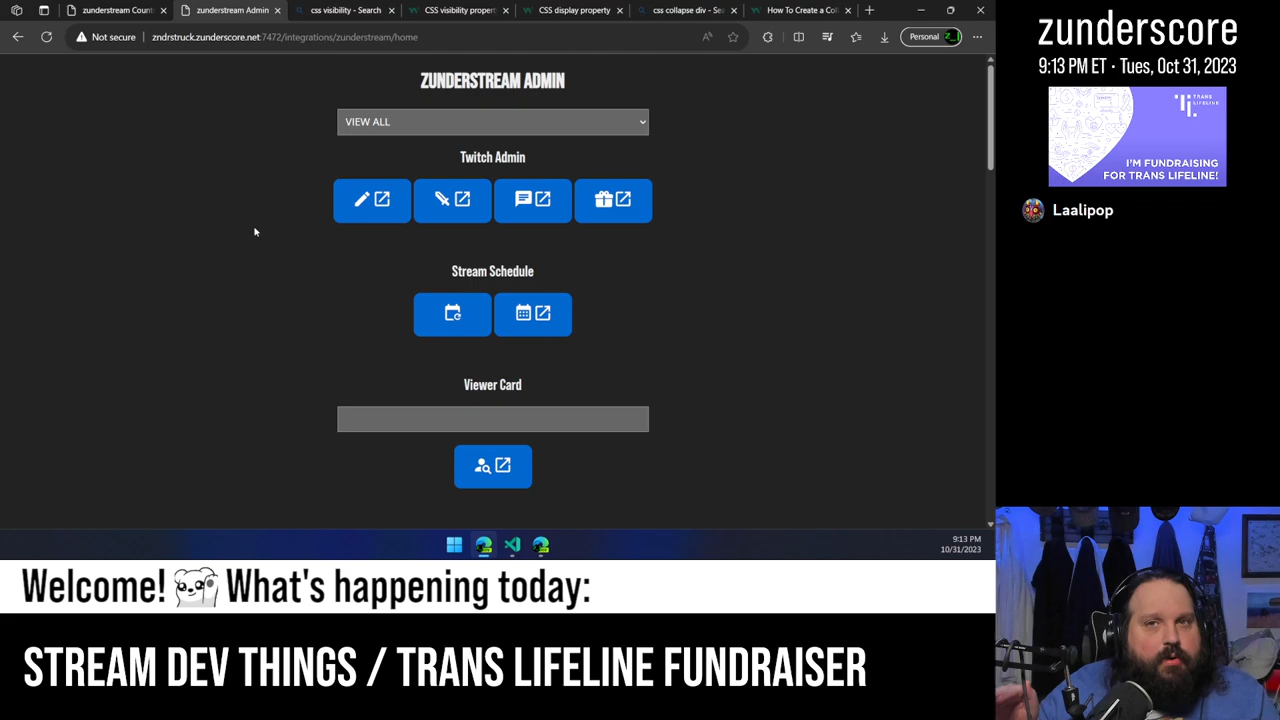 zunderstream Count
zunderstream Admin
css visibility - Search
CSS visibility propert
CSS display property
css collapse div - Sea
How To Create a Col
Not secure
zndrstruck.zunderscore.net:7472/integrations/zunderstream/home
Personal
ZUNDERSTREAM ADMIN
VIEW ALL
Twitch Admin
Stream Schedule
Viewer Card
9:13 PM
10/31/2023
zunderscore
9:13 PM ET · Tues, Oct 31, 2023
TRANS
LIFELINE
I'M FUNDRAISING
FOR TRANS LIFELINE!
Laalipop
Welcome! What's happening today:
STREAM DEV THINGS / TRANS LIFELINE FUNDRAISER